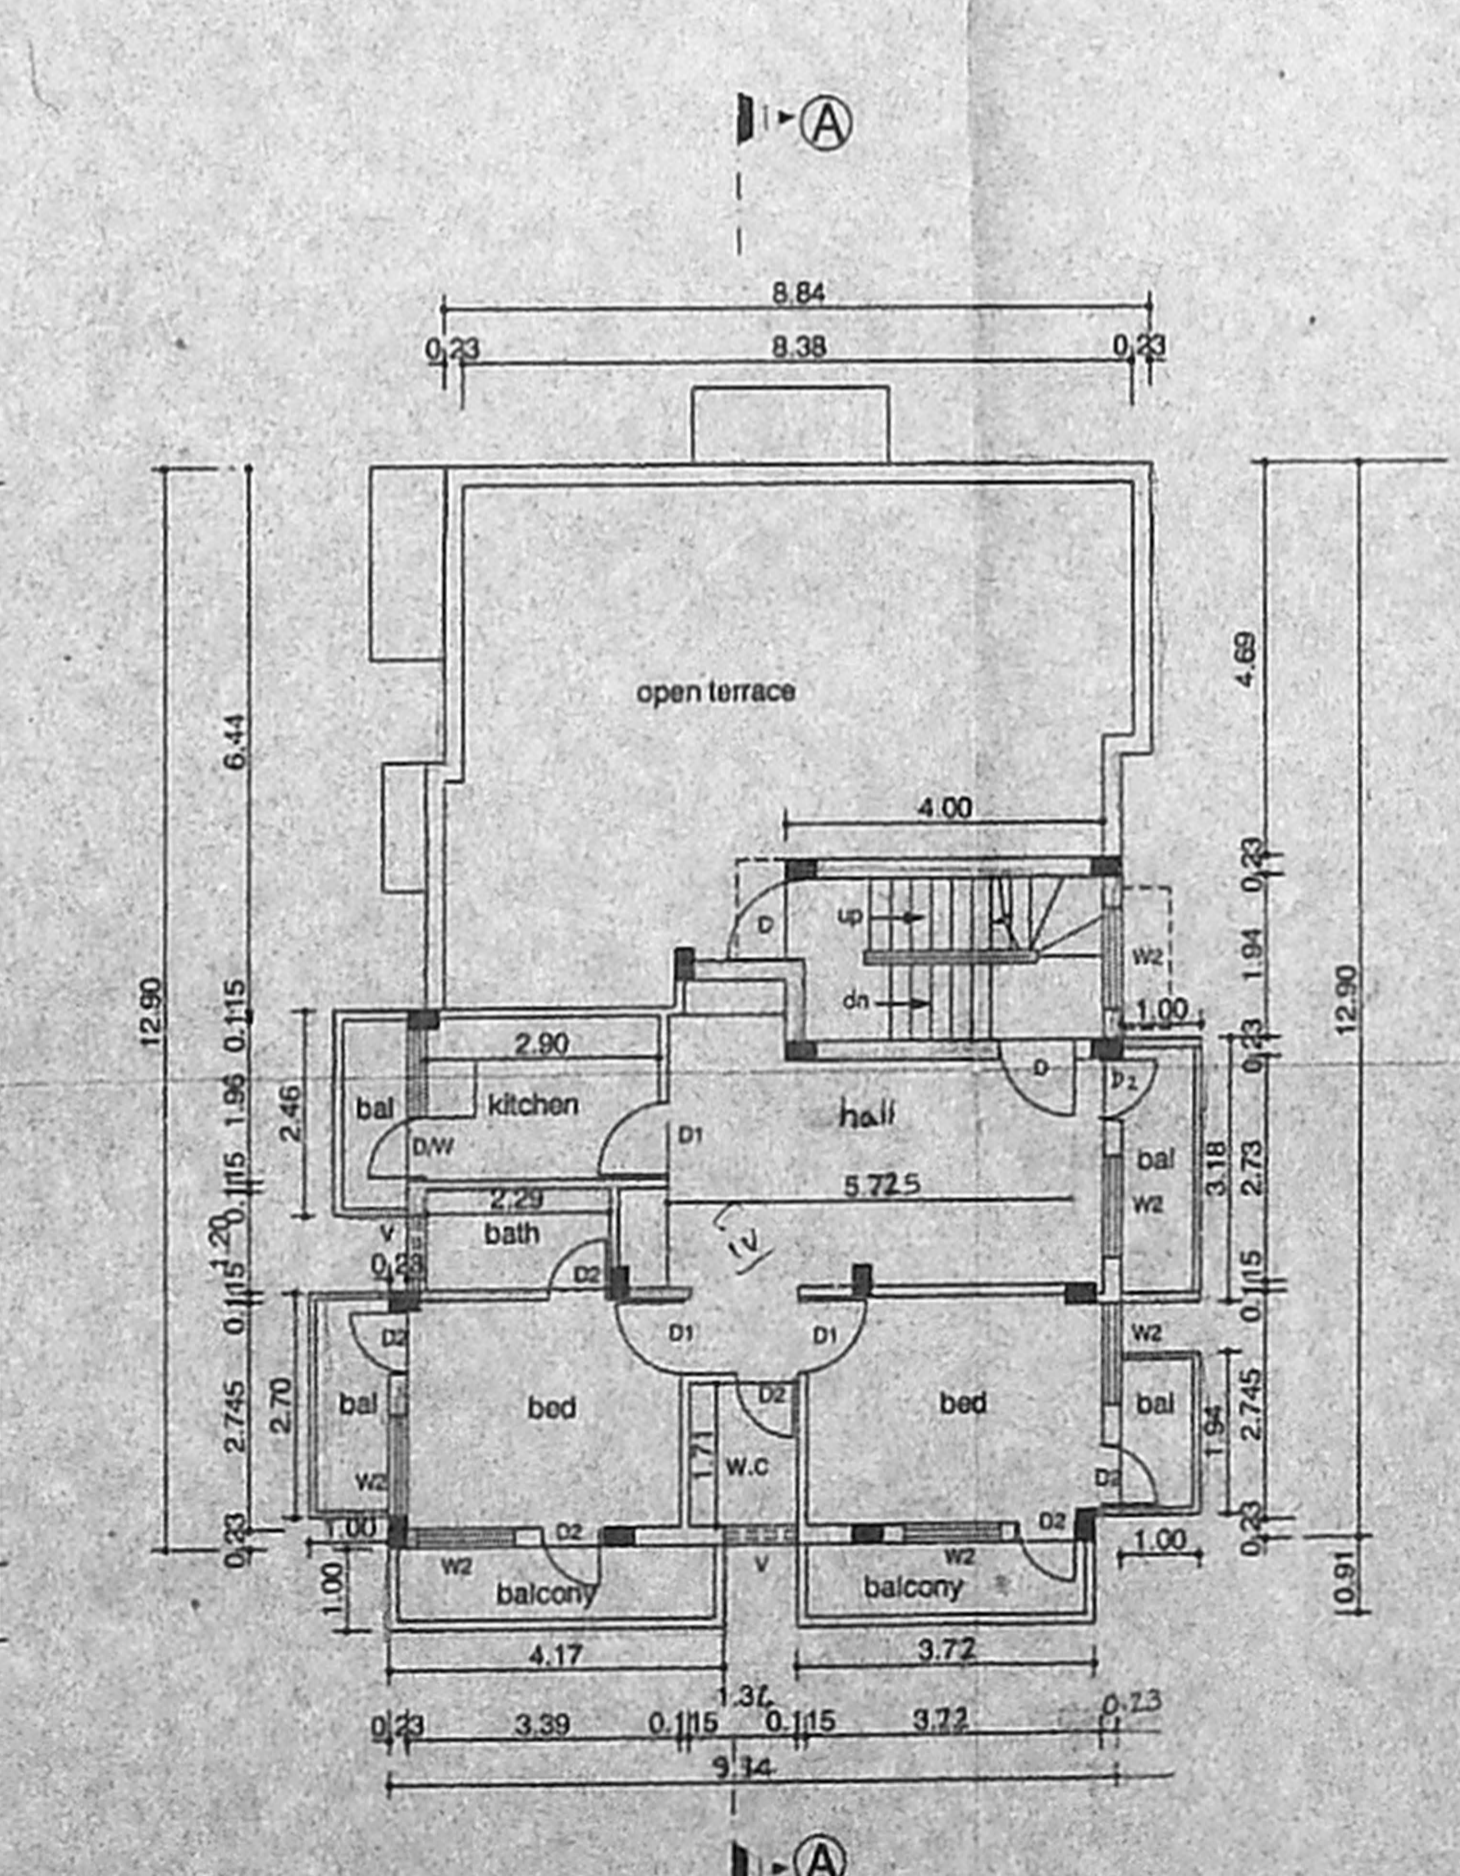 A
8.84
0.23 8.38 0.23
open terrace
4.69
6.44
4.00
0.23
up
D
W2
1.94
dn
1.00
12.90
12.90
0.115
0.23
2.90
D
D2
bal
kitchen
hall
1.96
2.46
D/W
D1
bal
3.18
2.73
0.115
2.29
5.725
W2
V
bath
IV
1.20
0.23
D2
0.115
0.115
D2
D1
D1
W2
bal
bed
D2
bed
bal
2.745
2.70
1.71
W.C
1.94
2.745
W2
D2
0.23
1.00
D2
D2
0.23
1.00
W2
V
W2
1.00
balcony
balcony
0.91
4.17
3.72
0.23 3.39 0.115 0.115 3.72 0.23
A